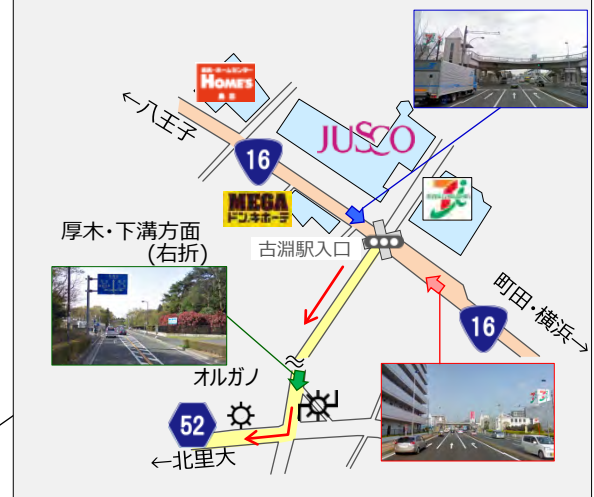 HOME'S
←八王子
16
JUSCO
MEGA
ドン.キホーテ
厚木・下溝方面
(右折)
古淵駅入口
町田・横浜→
16
オルガノ
52
←北里大